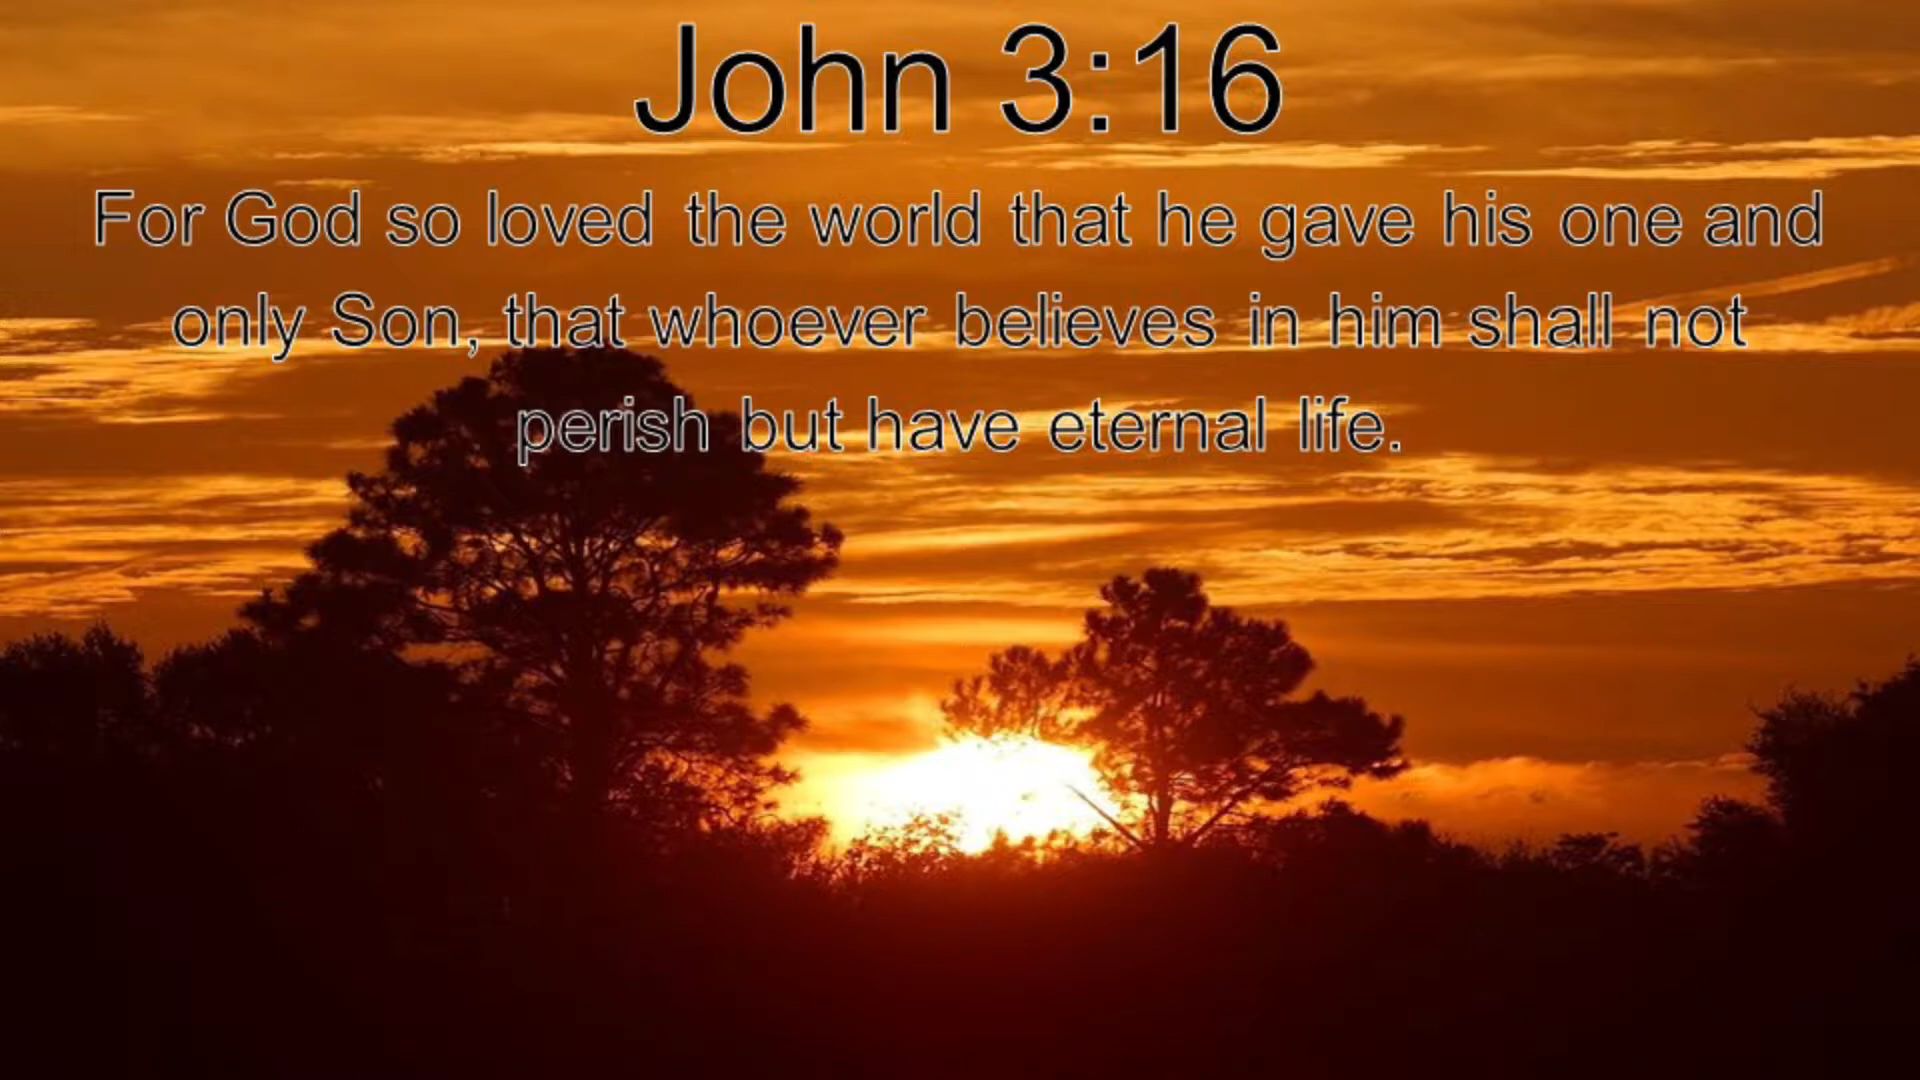 John 3:16
For God so loved the world that he gave his one and
only Son, that whoever believes in him shall not
perish but have eternal life.